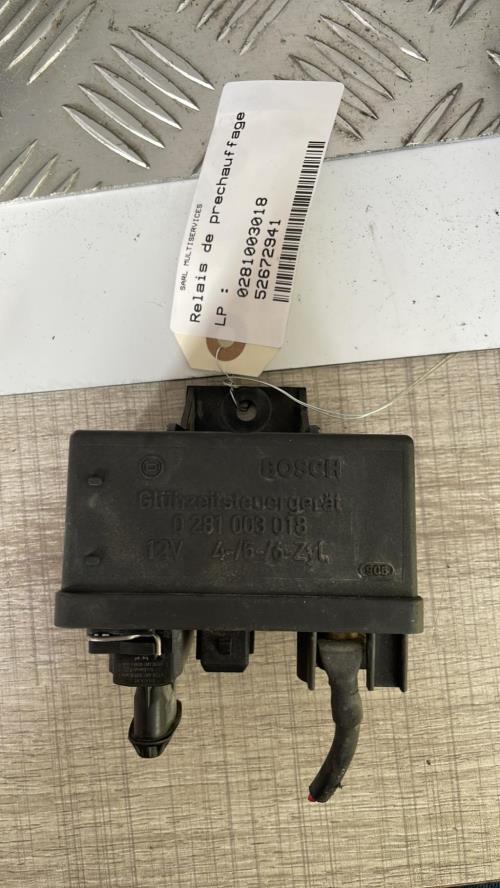 SARL MULTISERVICES
Relais de prechauffage
LP : 0281003018
52672941
BOSCH
Glühzeitsteuergerät
0 281 003 018
12V 4-/5-/6-Zyl.
905